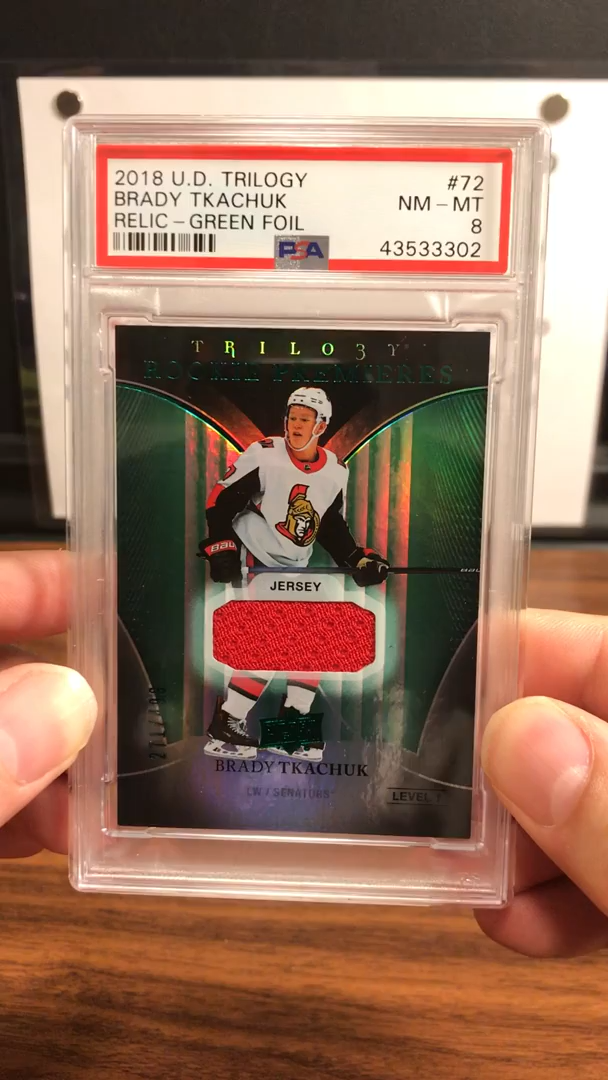 2018 U.D. TRILOGY #72
BRADY TKACHUK NM – MT
RELIC – GREEN FOIL 8
PSA 43533302
TRILOGY
ROOKIE PREMIERES
JERSEY
BRADY TKACHUK
LW / SENATORS
LEVEL 1